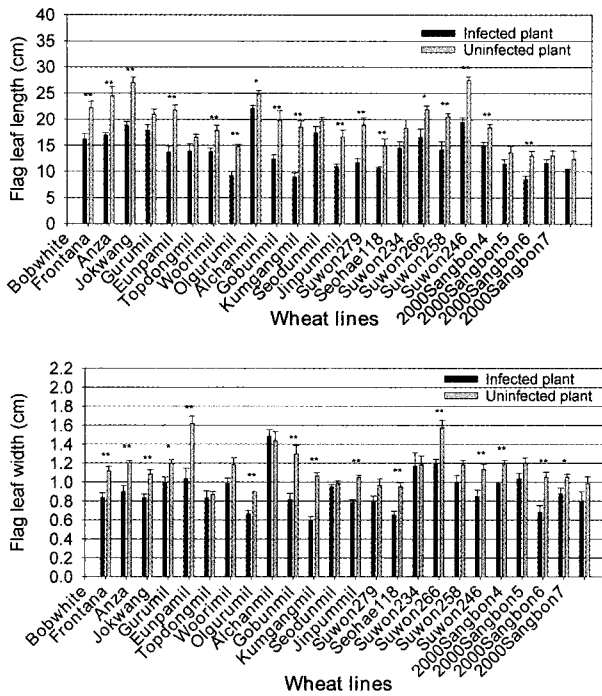 Flag leaf length (cm)
40
35
30
25
20
15
10
5
0
Infected plant
Uninfected plant
** ** ** ** ** ** * ** ** ** ** ** * ** ** ** **
Bobwhite
Frontana
Anza
Jokwang
Gurumil
Eunpamil
Topdongmil
Woorimil
Olgurumil
Alchanmil
Gobunmil
Kumgangmil
Seodunmil
Jinpummil
Suwon279
Seohae118
Suwon234
Suwon266
Suwon258
Suwon246
2000Sangbon4
2000Sangbon5
2000Sangbon6
2000Sangbon7
Wheat lines
Flag leaf width (cm)
2.2
2.0
1.8
1.6
1.4
1.2
1.0
0.8
0.6
0.4
0.2
0.0
Infected plant
Uninfected plant
** ** ** * ** ** ** ** ** ** ** ** ** ** *
Bobwhite
Frontana
Anza
Jokwang
Gurumil
Eunpamil
Topdongmil
Woorimil
Olgurumil
Alchanmil
Gobunmil
Kumgangmil
Seodunmil
Jinpummil
Suwon279
Seohae118
Suwon234
Suwon266
Suwon258
Suwon246
2000Sangbon4
2000Sangbon5
2000Sangbon6
2000Sangbon7
Wheat lines